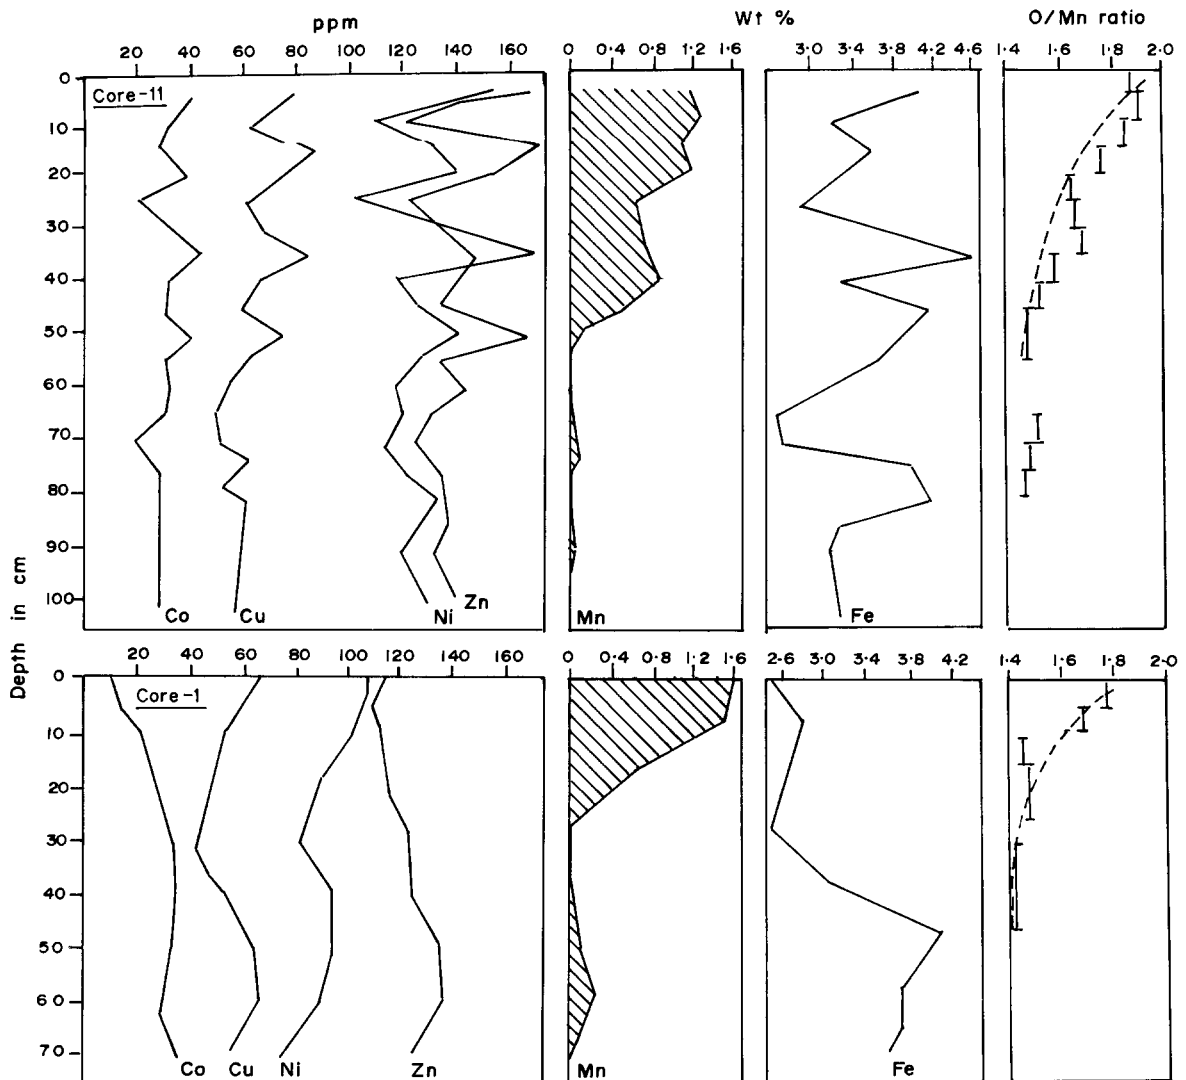 ppm
Wt %
O/Mn ratio
20 40 60 80 100 120 140 160
0 0·4 0·8 1·2 1·6
3·0 3·4 3·8 4·2 4·6
1·4 1·6 1·8 2·0
Core-11
0
10
20
30
40
50
60
70
80
90
100
Co
Cu
Ni
Zn
Mn
Fe
Depth in cm
20 40 60 80 100 120 140 160
0 0·4 0·8 1·2 1·6
2·6 3·0 3·4 3·8 4·2
1·4 1·6 1·8 2·0
Core-1
0
10
20
30
40
50
60
70
Co
Cu
Ni
Zn
Mn
Fe